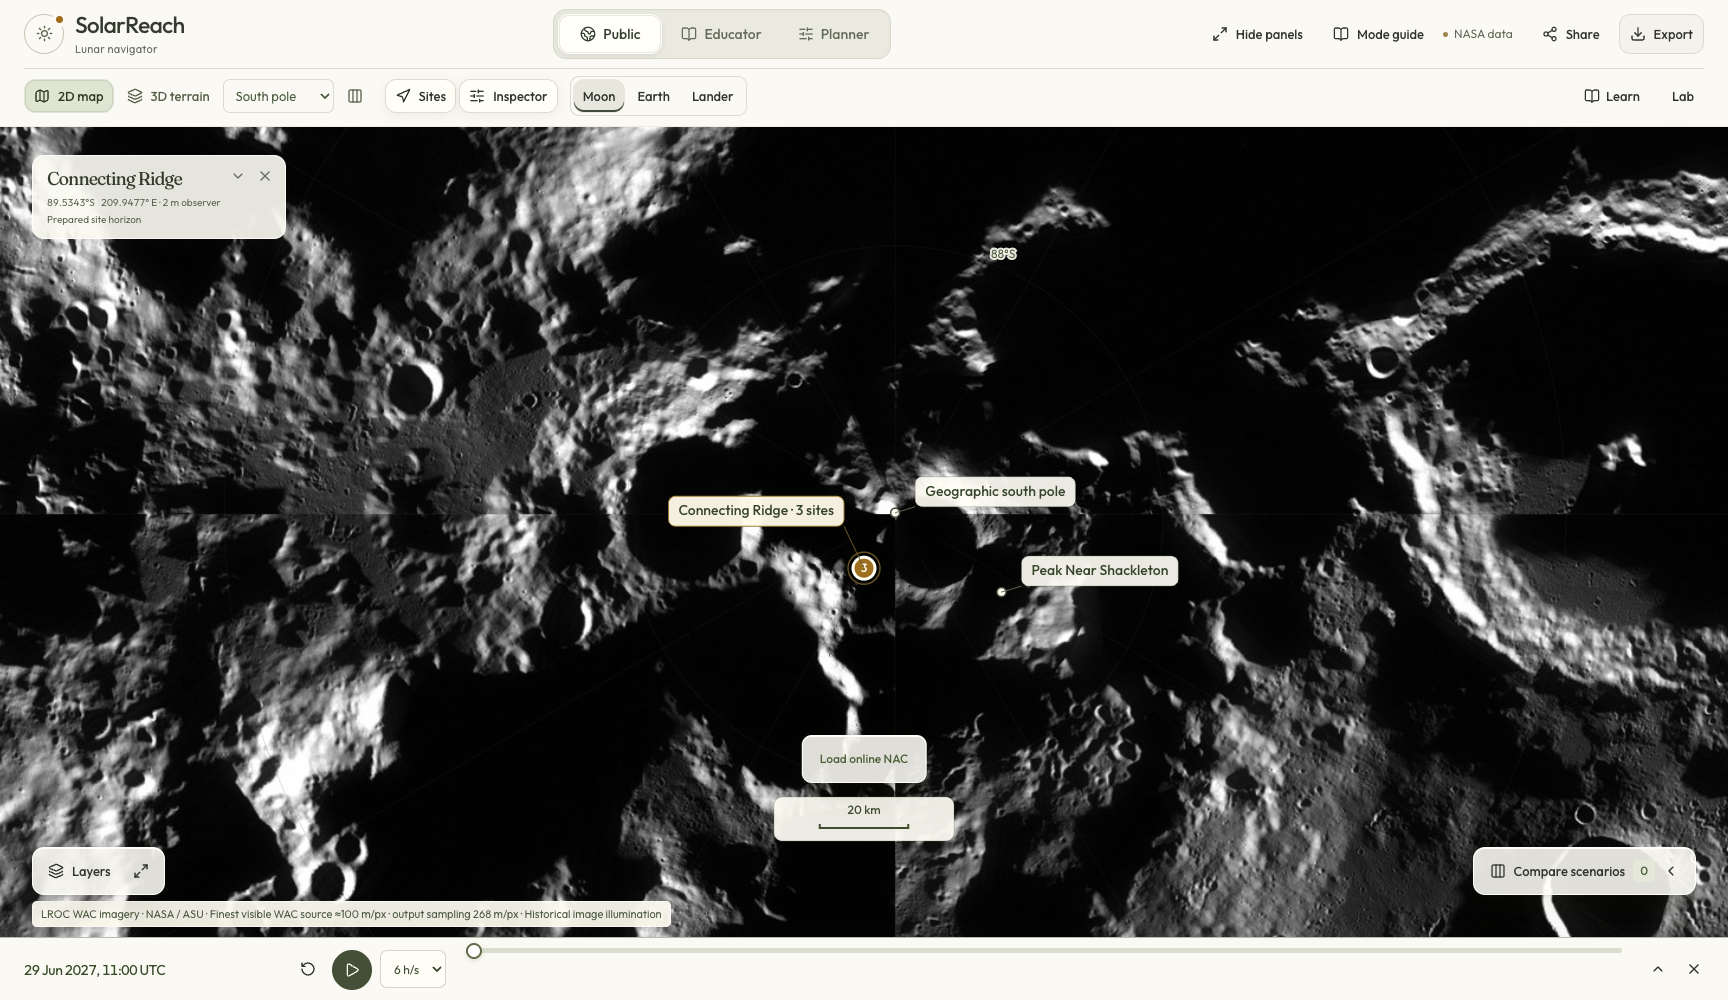 SolarReach
Lunar navigator
Public
Educator
Planner
Hide panels
Mode guide
NASA data
Share
Export
2D map
3D terrain
South pole
Sites
Inspector
Moon
Earth
Lander
Learn
Lab
Connecting Ridge
89.5343°S 209.9477° E · 2 m observer
Prepared site horizon
88°S
Geographic south pole
Connecting Ridge · 3 sites
3
Peak Near Shackleton
Load online NAC
20 km
Layers
Compare scenarios 0
LROC WAC imagery · NASA / ASU · Finest visible WAC source ≈100 m/px · output sampling 268 m/px · Historical image illumination
29 Jun 2027, 11:00 UTC
6 h/s